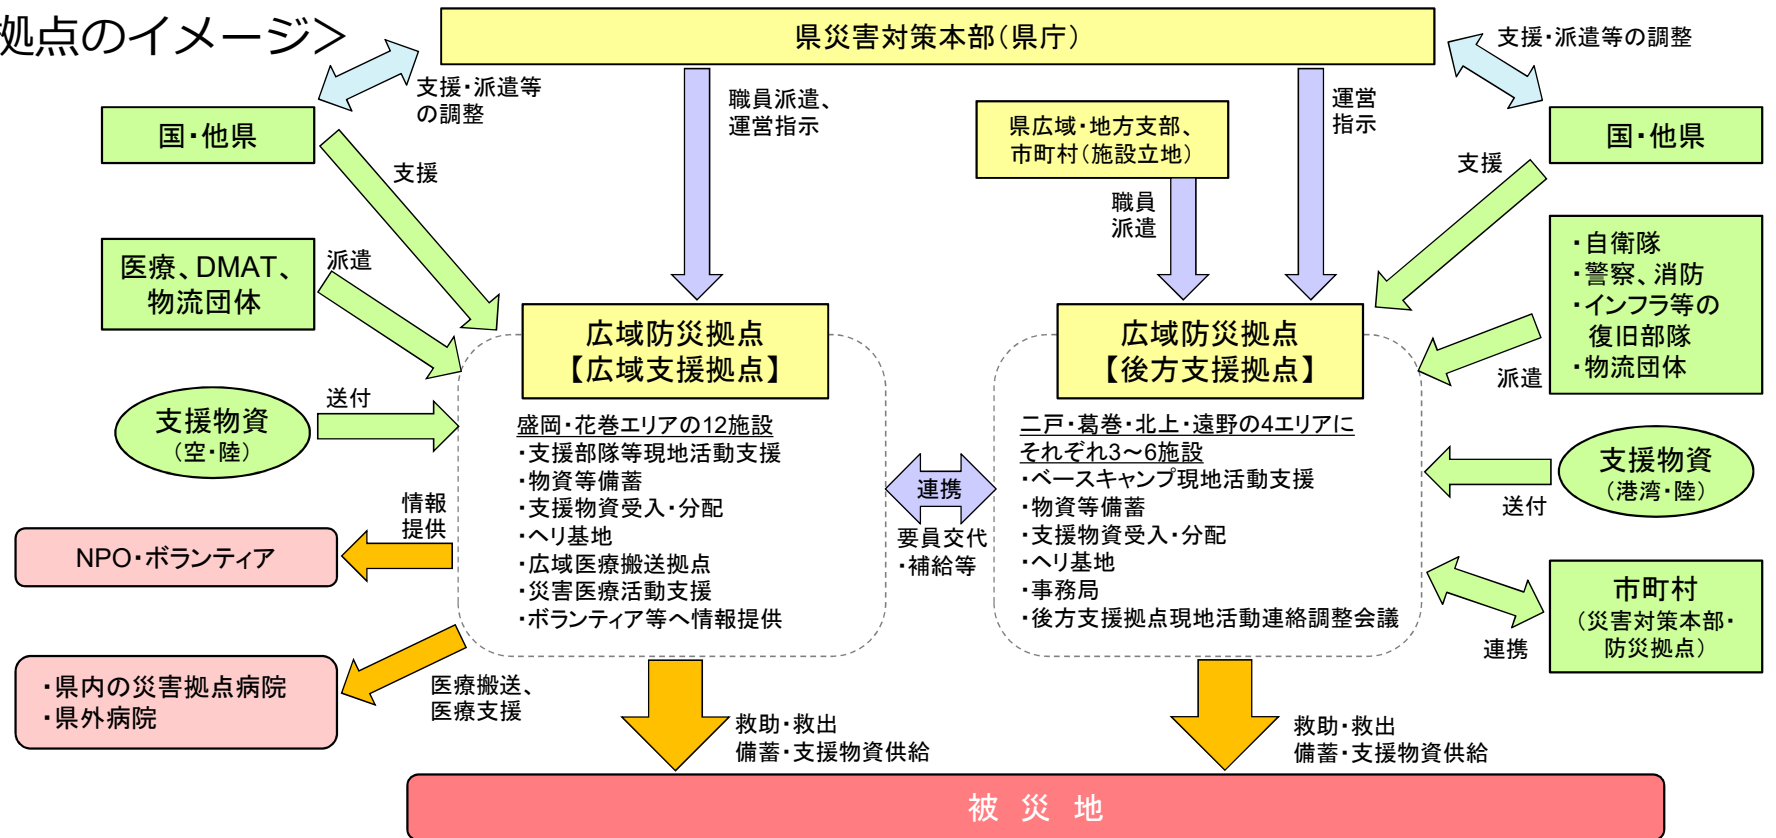 拠点のイメージ>
県災害対策本部(県庁)
支援・派遣等
の調整
職員派遣、
運営指示
運営
指示
支援・派遣等の調整
国・他県
県広域・地方支部、
市町村(施設立地)
国・他県
支援
職員
派遣
支援
医療、DMAT、
物流団体
派遣
・自衛隊
・警察、消防
・インフラ等の
復旧部隊
・物流団体
派遣
広域防災拠点
【広域支援拠点】
広域防災拠点
【後方支援拠点】
支援物資
(空・陸)
送付
盛岡・花巻エリアの12施設
・支援部隊等現地活動支援
・物資等備蓄
・支援物資受入・分配
・ヘリ基地
・広域医療搬送拠点
・災害医療活動支援
・ボランティア等へ情報提供
連携
要員交代
・補給等
二戸・葛巻・北上・遠野の4エリアに
それぞれ3~6施設
・ベースキャンプ現地活動支援
・物資等備蓄
・支援物資受入・分配
・ヘリ基地
・事務局
・後方支援拠点現地活動連絡調整会議
支援物資
(港湾・陸)
送付
情報
提供
NPO・ボランティア
市町村
(災害対策本部・
防災拠点)
連携
・県内の災害拠点病院
・県外病院
医療搬送、
医療支援
救助・救出
備蓄・支援物資供給
救助・救出
備蓄・支援物資供給
被 災 地